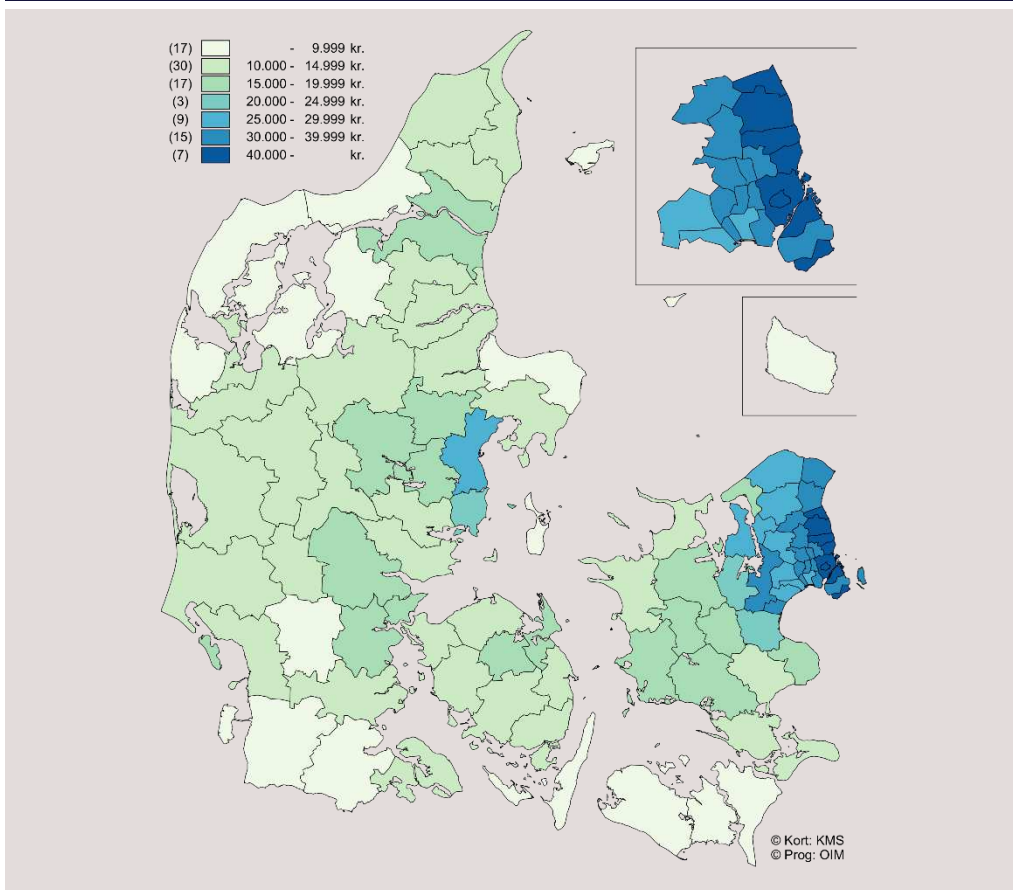 (17) - 9.999 kr.
(30) 10.000 - 14.999 kr.
(17) 15.000 - 19.999 kr.
(3) 20.000 - 24.999 kr.
(9) 25.000 - 29.999 kr.
(15) 30.000 - 39.999 kr.
(7) 40.000 - kr.
© Kort: KMS
© Prog: OIM